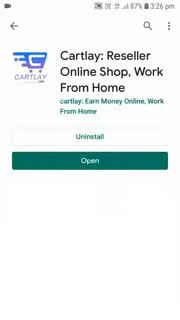 87% 3:26 pm
CARTLAY
Cartlay: Reseller
Online Shop, Work
From Home
cartlay: Earn Money Online, Work
From Home
Uninstall
Open